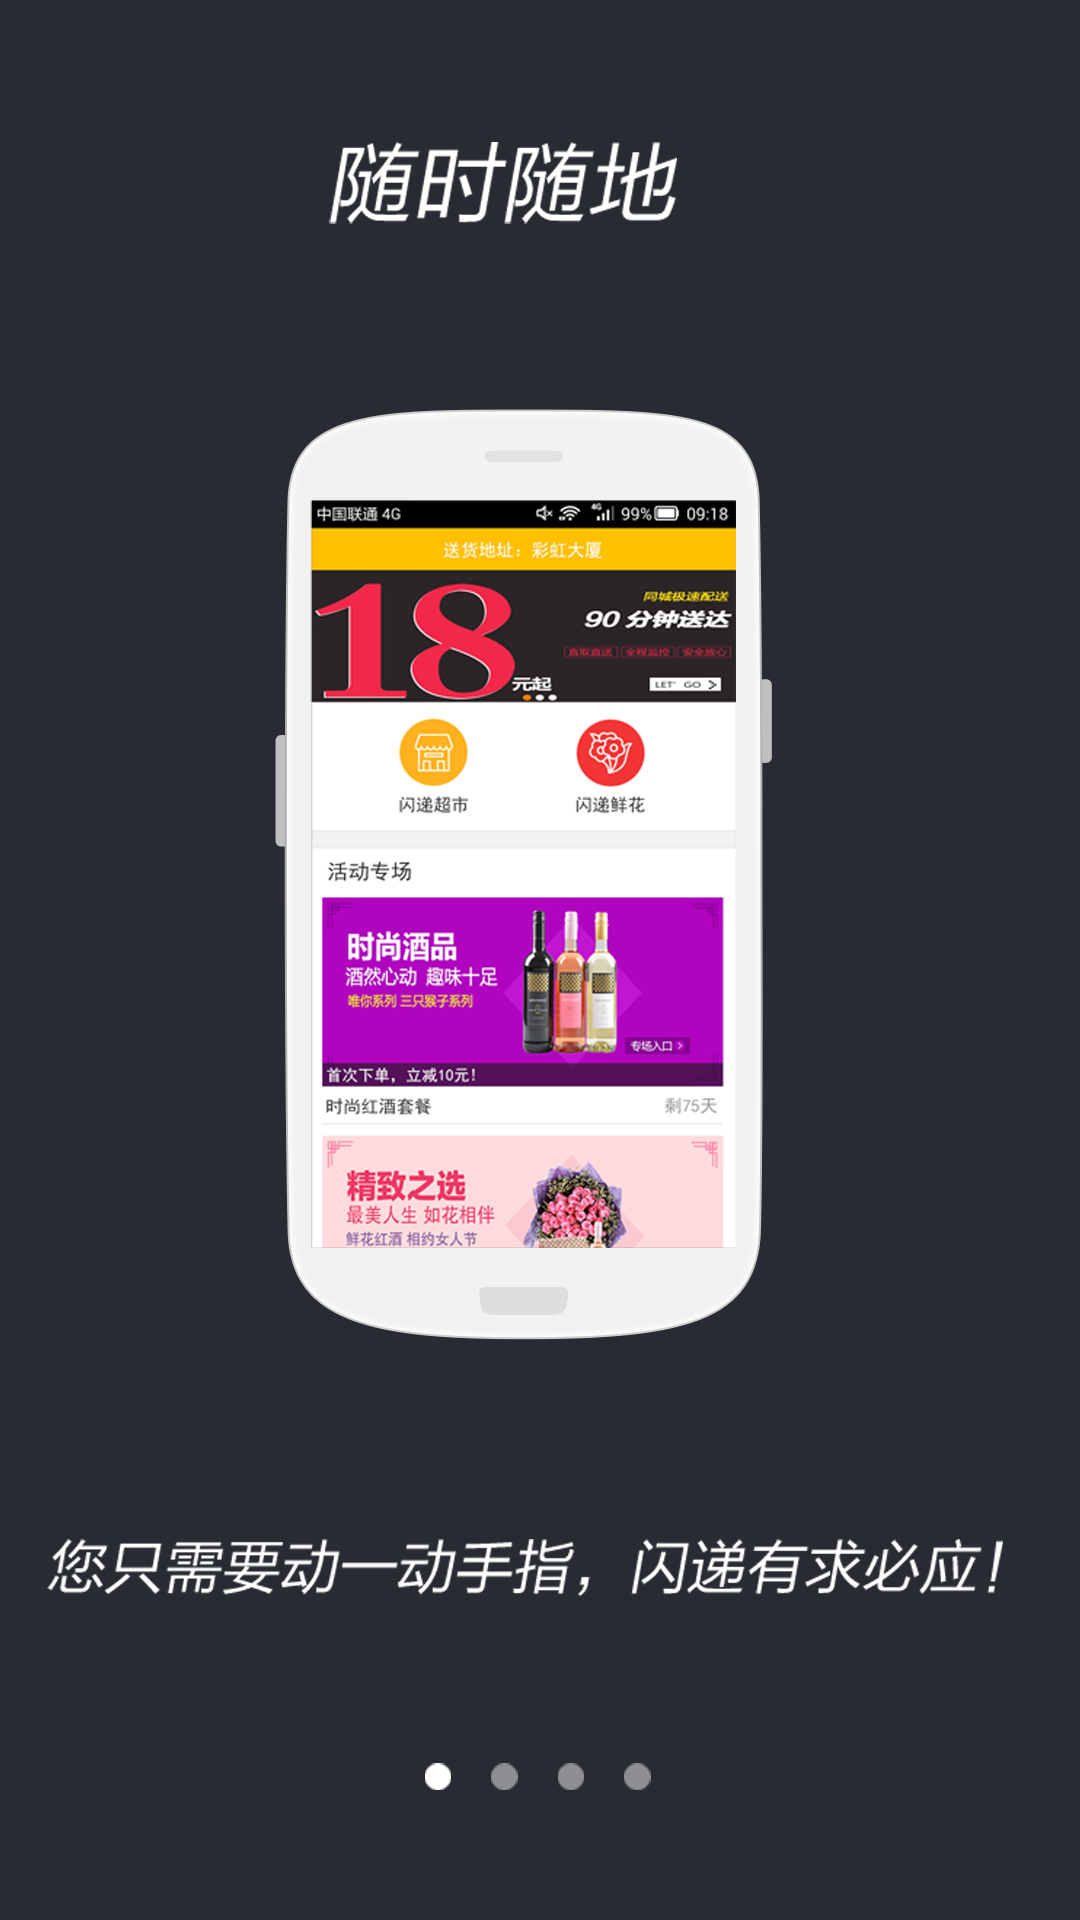 随时随地
中国联通 4G 4G 99% 09:18
送货地址：彩虹大厦
18元起
同城极速配送
90 分钟送达
直取直送 全程监控 安全放心
LET' GO >
闪递超市 闪递鲜花
活动专场
时尚酒品
酒然心动 趣味十足
唯你系列 三只猴子系列
专场入口 >
首次下单，立减10元！
时尚红酒套餐 剩75天
精致之选
最美人生 如花相伴
鲜花红酒 相约女人节
您只需要动一动手指，闪递有求必应！